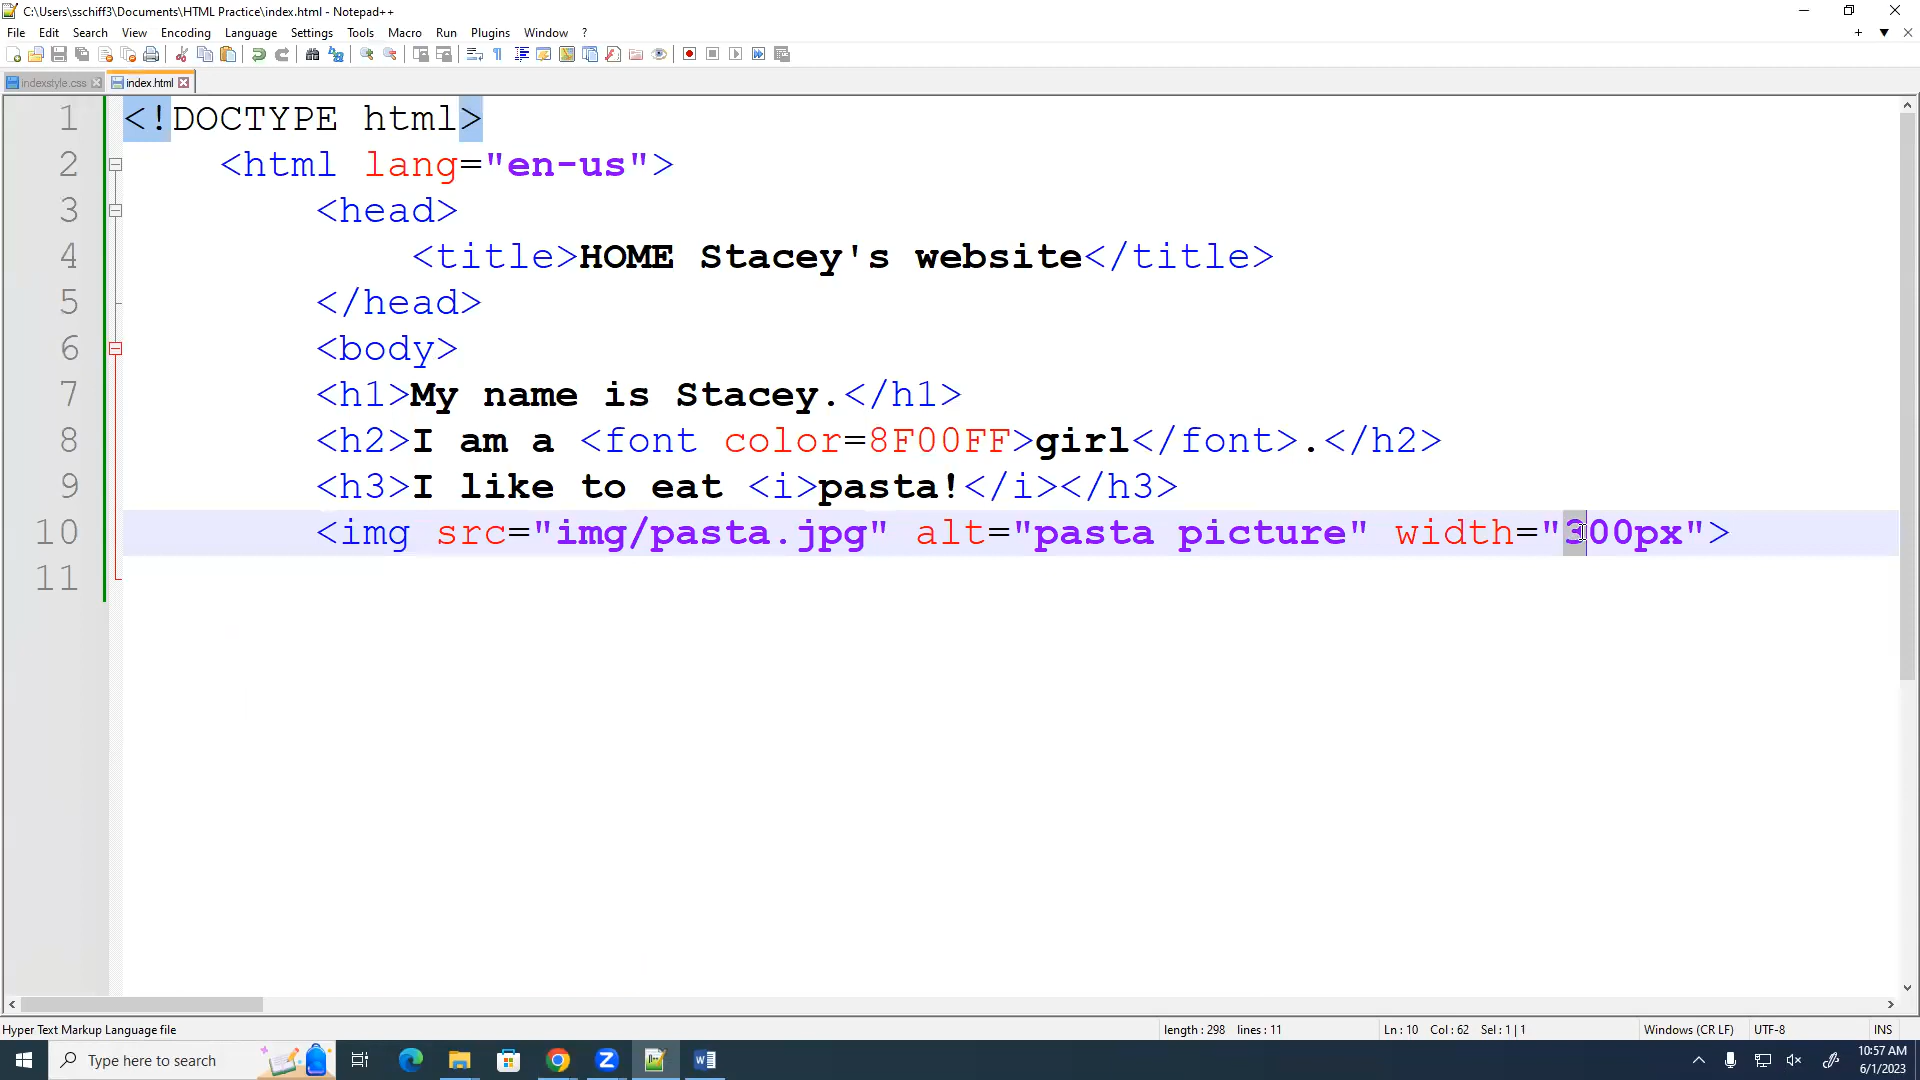 C:\Users\sschiff3\Documents\HTML Practice\index.html - Notepad++
File Edit Search View Encoding Language Settings Tools Macro Run Plugins Window ?
indexstyle.css index.html
1 <!DOCTYPE html>
2 <html lang="en-us">
3 <head>
4 <title>HOME Stacey's website</title>
5 </head>
6 <body>
7 <h1>My name is Stacey.</h1>
8 <h2>I am a <font color=8F00FF>girl</font>.</h2>
9 <h3>I like to eat <i>pasta!</i></h3>
10 <img src="img/pasta.jpg" alt="pasta picture" width="300px">
11
Hyper Text Markup Language file length : 298 lines : 11 Ln : 10 Col : 62 Sel : 1 | 1 Windows (CR LF) UTF-8 INS
Type here to search
10:57 AM
6/1/2023